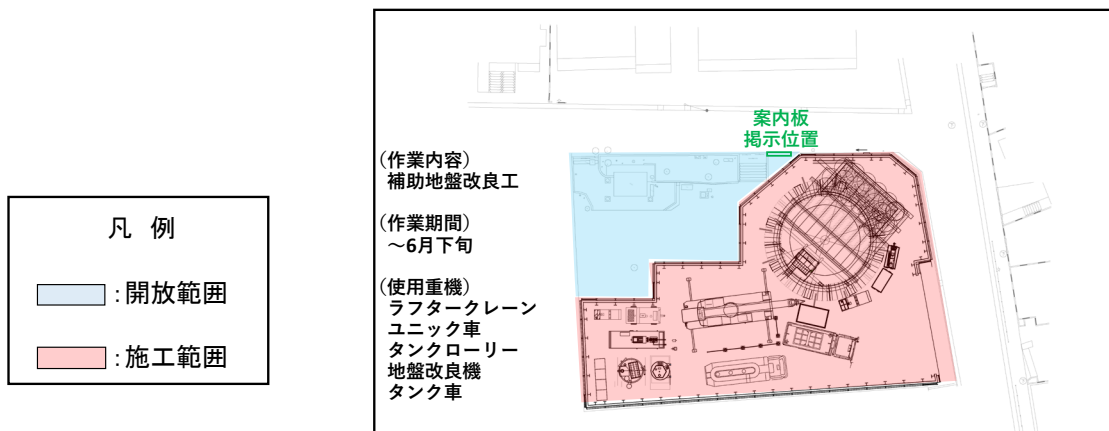 案内板
掲示位置
(作業内容)
補助地盤改良工
(作業期間)
～6月下旬
(使用重機)
ラフタークレーン
ユニック車
タンクローリー
地盤改良機
タンク車
凡 例
：開放範囲
：施工範囲